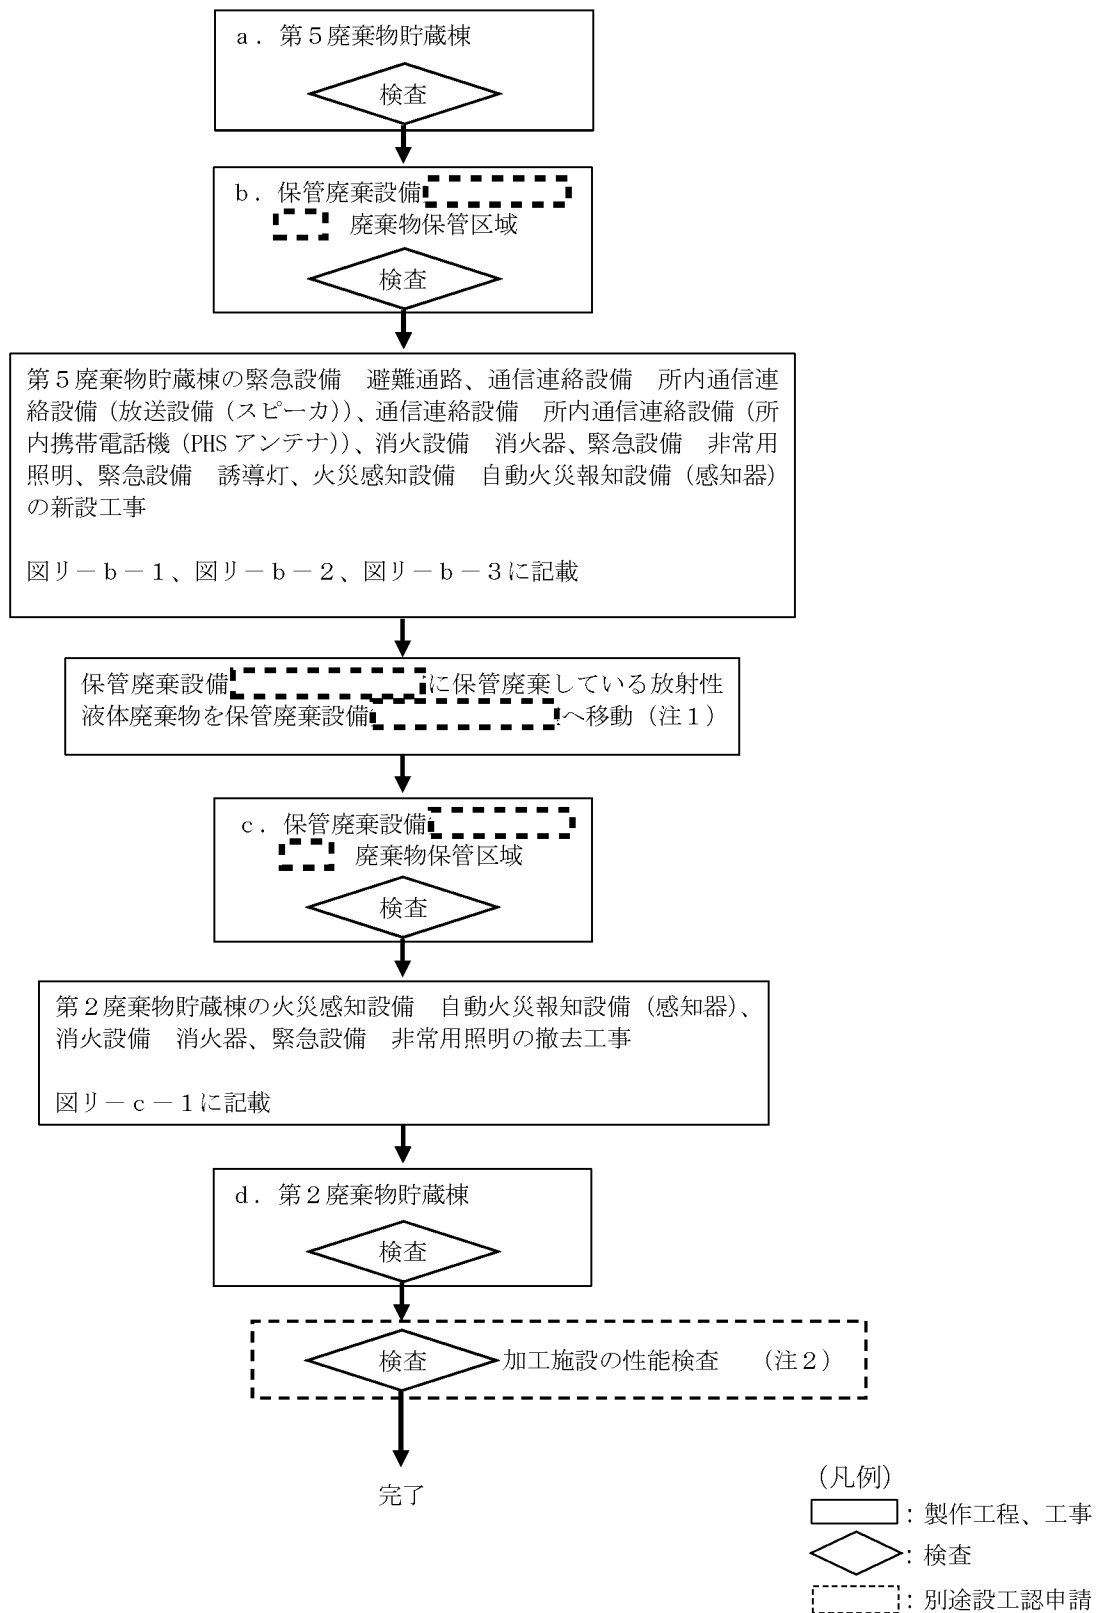 a．第５廃棄物貯蔵棟
検査
b．保管廃棄設備
廃棄物保管区域
検査
第５廃棄物貯蔵棟の緊急設備　避難通路、通信連絡設備　所内通信連
絡設備（放送設備（スピーカ））、通信連絡設備　所内通信連絡設備（所
内携帯電話機（PHS アンテナ））、消火設備　消火器、緊急設備　非常用
照明、緊急設備　誘導灯、火災感知設備　自動火災報知設備（感知器）
の新設工事
図リ－b－１、図リ－b－２、図リ－b－３に記載
保管廃棄設備　に保管廃棄している放射性
液体廃棄物を保管廃棄設備　へ移動（注１）
c．保管廃棄設備
廃棄物保管区域
検査
第２廃棄物貯蔵棟の火災感知設備　自動火災報知設備（感知器）、
消火設備　消火器、緊急設備　非常用照明の撤去工事
図リ－c－１に記載
d．第２廃棄物貯蔵棟
検査
検査 加工施設の性能検査　（注２）
完了
（凡例）
：製作工程、工事
：検査
：別途設工認申請